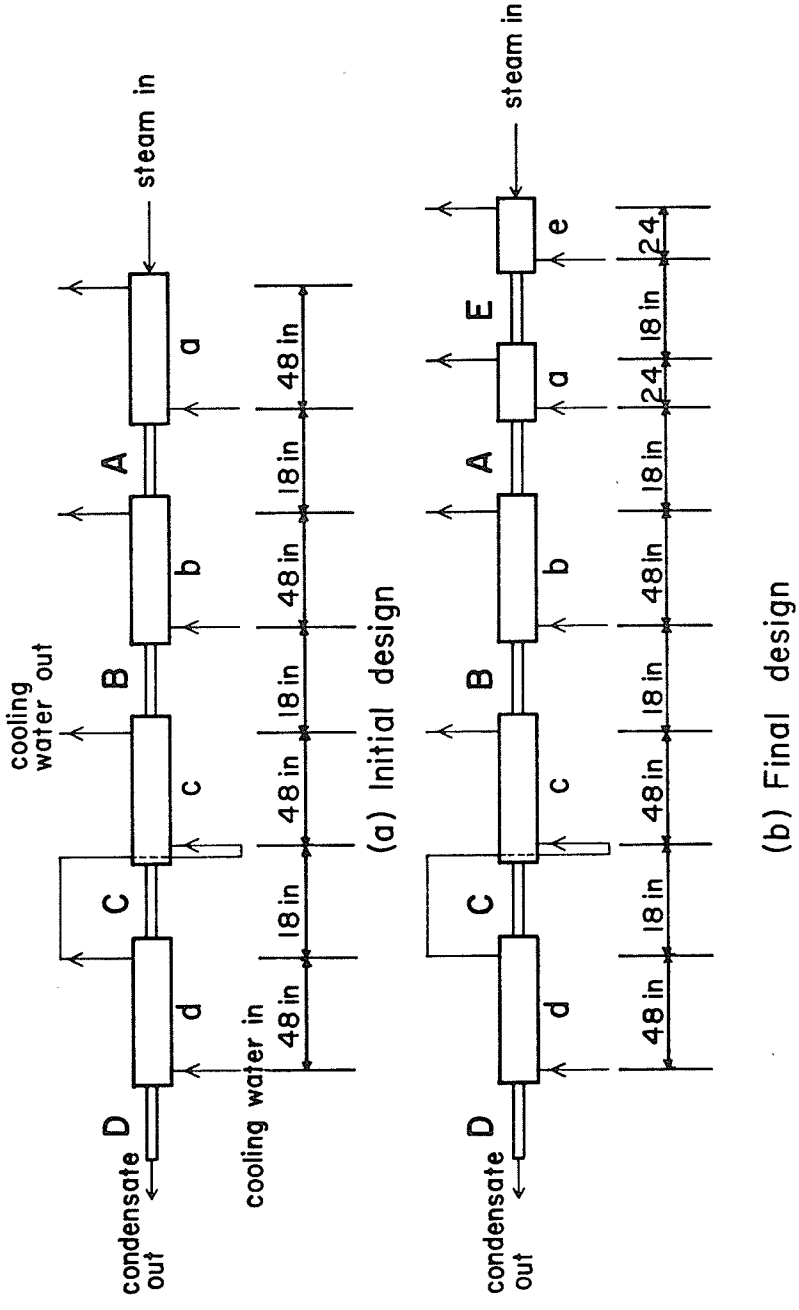 cooling
water out
condensate
out
D
C
B
A
steam in
d
c
b
a
cooling water in
48 in
18 in
48 in
18 in
48 in
18 in
48 in
(a) Initial design
condensate
out
D
C
B
A
E
steam in
d
c
b
a
e
48 in
18 in
48 in
18 in
48 in
18 in
24
18 in
24
(b) Final design